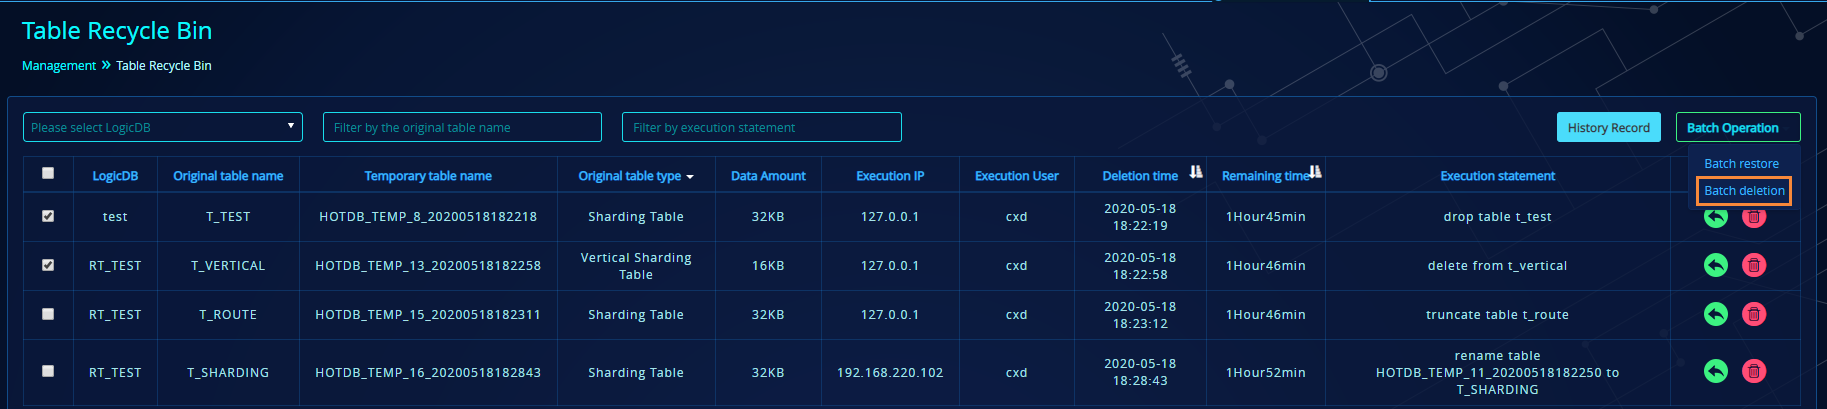 Table Recycle Bin
Management » Table Recycle Bin
Please select LogicDB Filter by the original table name Filter by execution statement History Record Batch Operation
Batch restore
Batch deletion
LogicDB Original table name Temporary table name Original table type Data Amount Execution IP Execution User Deletion time Remaining time Execution statement
test T_TEST HOTDB_TEMP_8_20200518182218 Sharding Table 32KB 127.0.0.1 cxd 2020-05-18 18:22:19 1Hour45min drop table t_test
RT_TEST T_VERTICAL HOTDB_TEMP_13_20200518182258 Vertical Sharding Table 16KB 127.0.0.1 cxd 2020-05-18 18:22:58 1Hour46min delete from t_vertical
RT_TEST T_ROUTE HOTDB_TEMP_15_20200518182311 Sharding Table 32KB 127.0.0.1 cxd 2020-05-18 18:23:12 1Hour46min truncate table t_route
RT_TEST T_SHARDING HOTDB_TEMP_16_20200518182843 Sharding Table 32KB 192.168.220.102 cxd 2020-05-18 18:28:43 1Hour52min rename table HOTDB_TEMP_11_20200518182250 to T_SHARDING